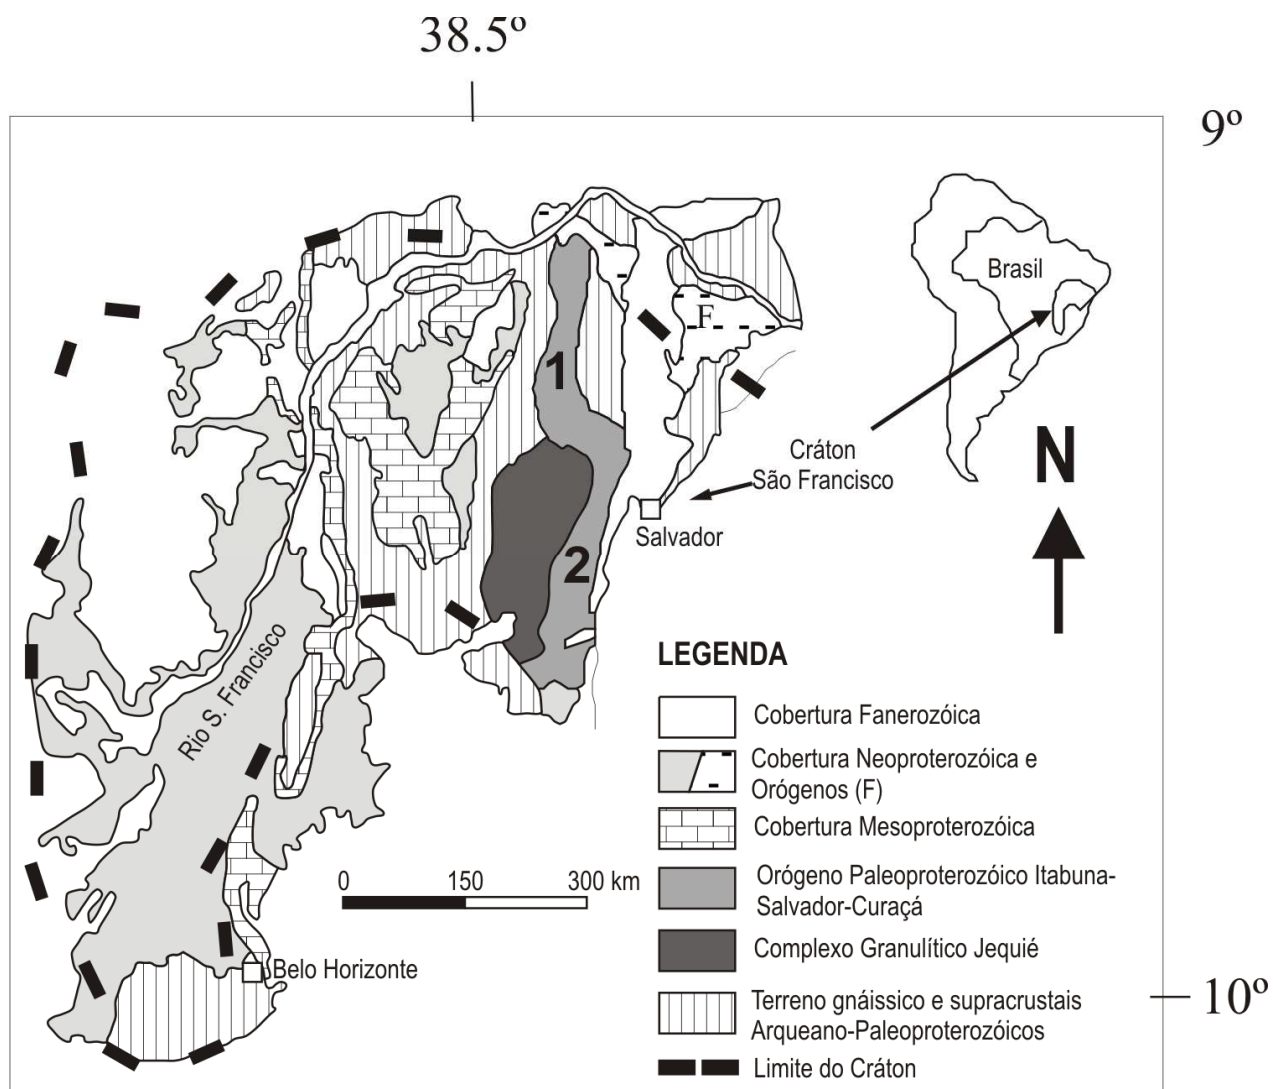 38.5º
9º
Brasil
1
F
Cráton
São Francisco
N
Salvador
2
Rio S. Francisco
LEGENDA
Cobertura Fanerozóica
Cobertura Neoproterozóica e
Orógenos (F)
Cobertura Mesoproterozóica
0 150 300 km
Orógeno Paleoproterozóico Itabuna-
Salvador-Curaçá
Complexo Granulítico Jequié
Belo Horizonte
Terreno gnáissico e supracrustais
Arqueano-Paleoproterozóicos
10º
Limite do Cráton